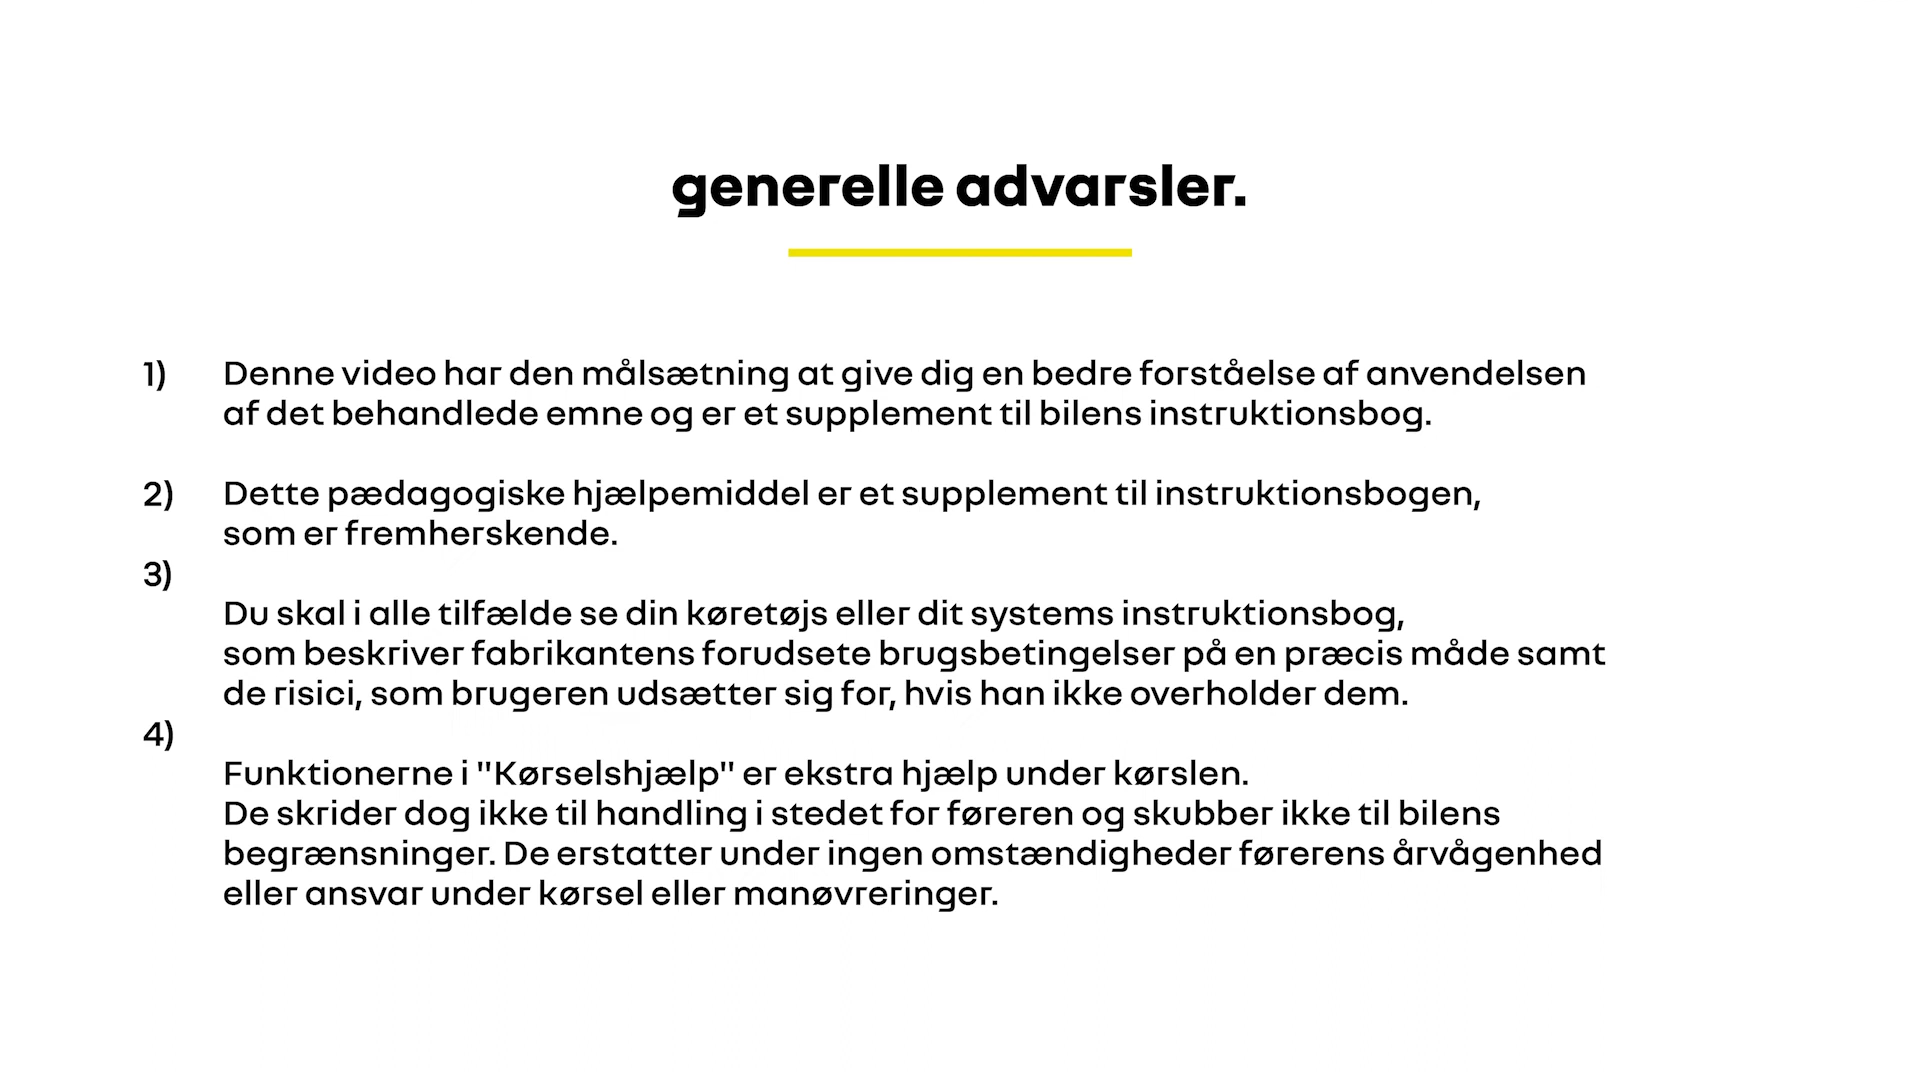 generelle advarsler.
1) Denne video har den målsætning at give dig en bedre forståelse af anvendelsen
af det behandlede emne og er et supplement til bilens instruktionsbog.
2) Dette pædagogiske hjælpemiddel er et supplement til instruktionsbogen,
som er fremherskende.
3)
Du skal i alle tilfælde se din køretøjs eller dit systems instruktionsbog,
som beskriver fabrikantens forudsete brugsbetingelser på en præcis måde samt
de risici, som brugeren udsætter sig for, hvis han ikke overholder dem.
4)
Funktionerne i "Kørselshjælp" er ekstra hjælp under kørslen.
De skrider dog ikke til handling i stedet for føreren og skubber ikke til bilens
begrænsninger. De erstatter under ingen omstændigheder førerens årvågenhed
eller ansvar under kørsel eller manøvreringer.